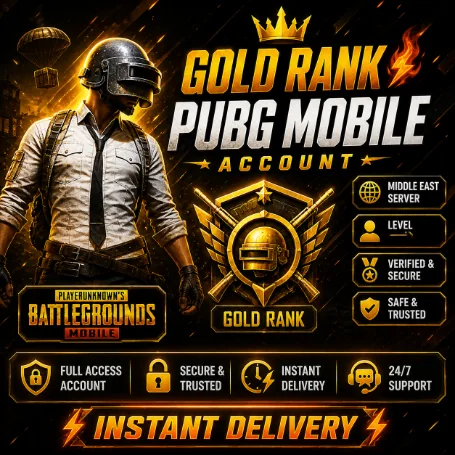 GOLD RANK
PUBG MOBILE
ACCOUNT
MIDDLE EAST
SERVER
LEVEL
VERIFIED &
SECURE
SAFE &
TRUSTED
PLAYERUNKNOWN'S
BATTLEGROUNDS
MOBILE
GOLD RANK
FULL ACCESS
ACCOUNT
SECURE &
TRUSTED
INSTANT
DELIVERY
24/7
SUPPORT
INSTANT DELIVERY